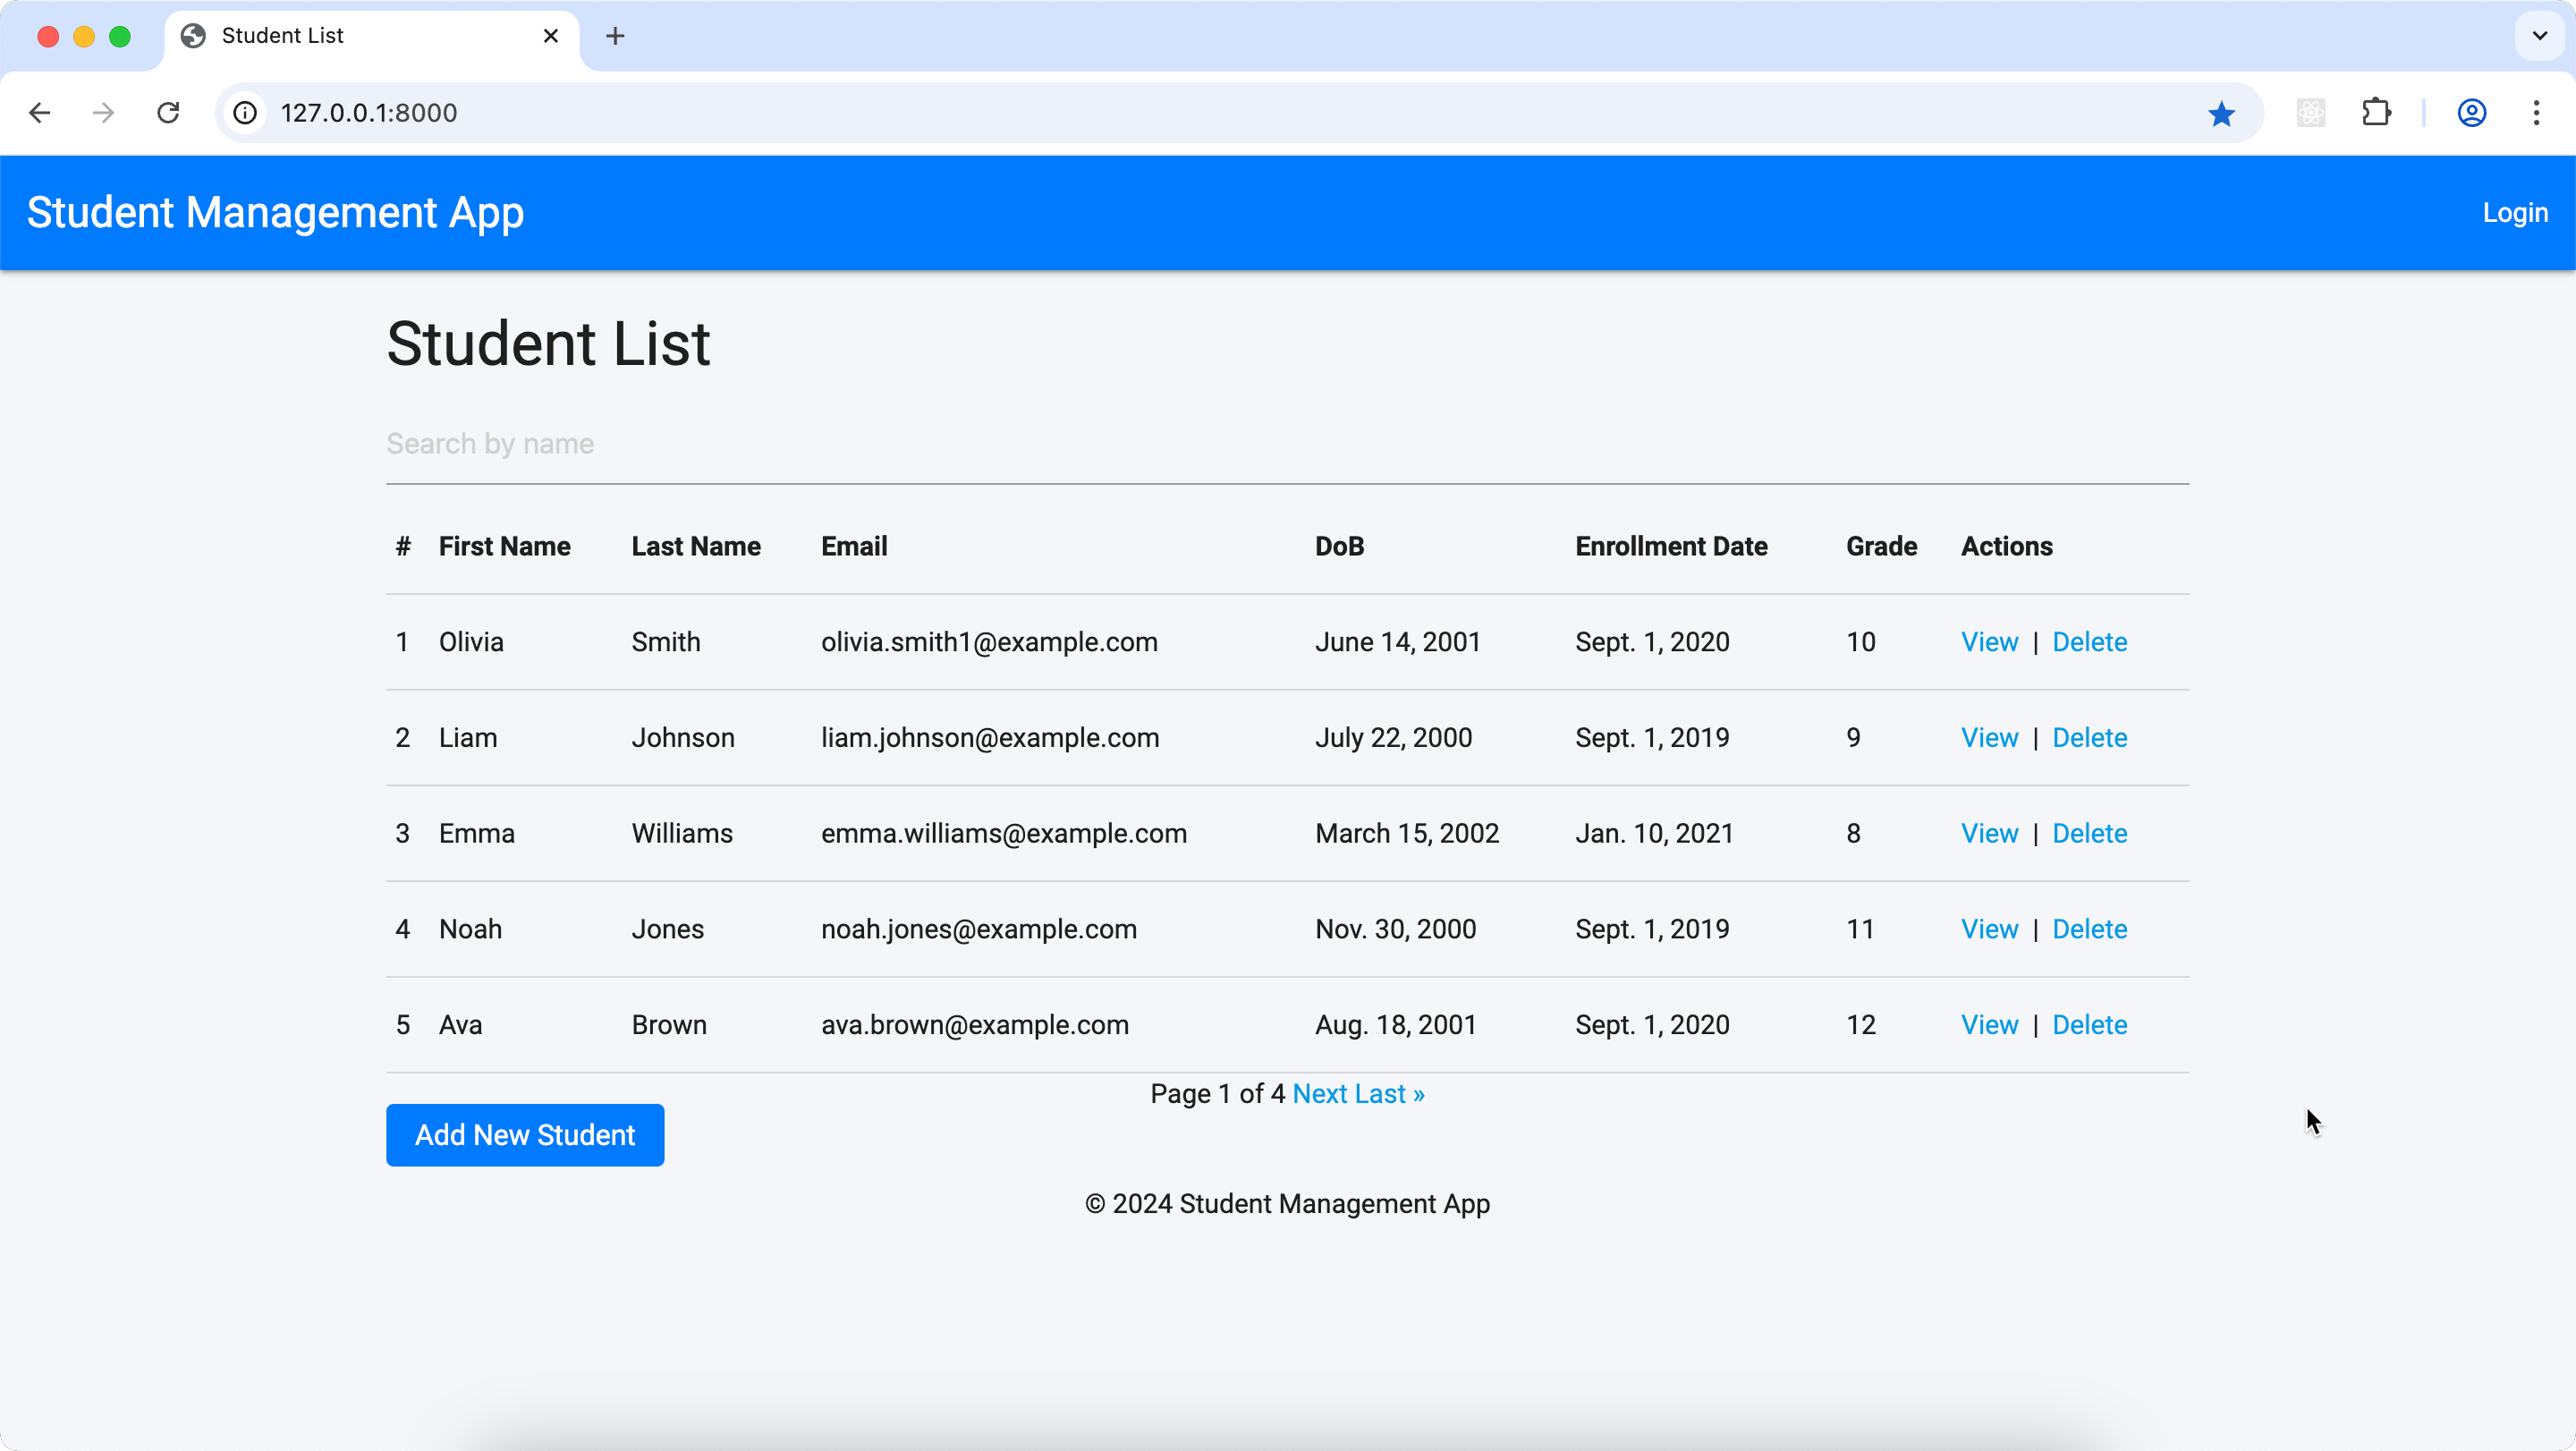 Student List
127.0.0.1:8000
Student Management App Login
Student List
Search by name
# First Name Last Name Email DoB Enrollment Date Grade Actions
1 Olivia Smith olivia.smith1@example.com June 14, 2001 Sept. 1, 2020 10 View | Delete
2 Liam Johnson liam.johnson@example.com July 22, 2000 Sept. 1, 2019 9 View | Delete
3 Emma Williams emma.williams@example.com March 15, 2002 Jan. 10, 2021 8 View | Delete
4 Noah Jones noah.jones@example.com Nov. 30, 2000 Sept. 1, 2019 11 View | Delete
5 Ava Brown ava.brown@example.com Aug. 18, 2001 Sept. 1, 2020 12 View | Delete
Page 1 of 4 Next Last »
Add New Student
© 2024 Student Management App